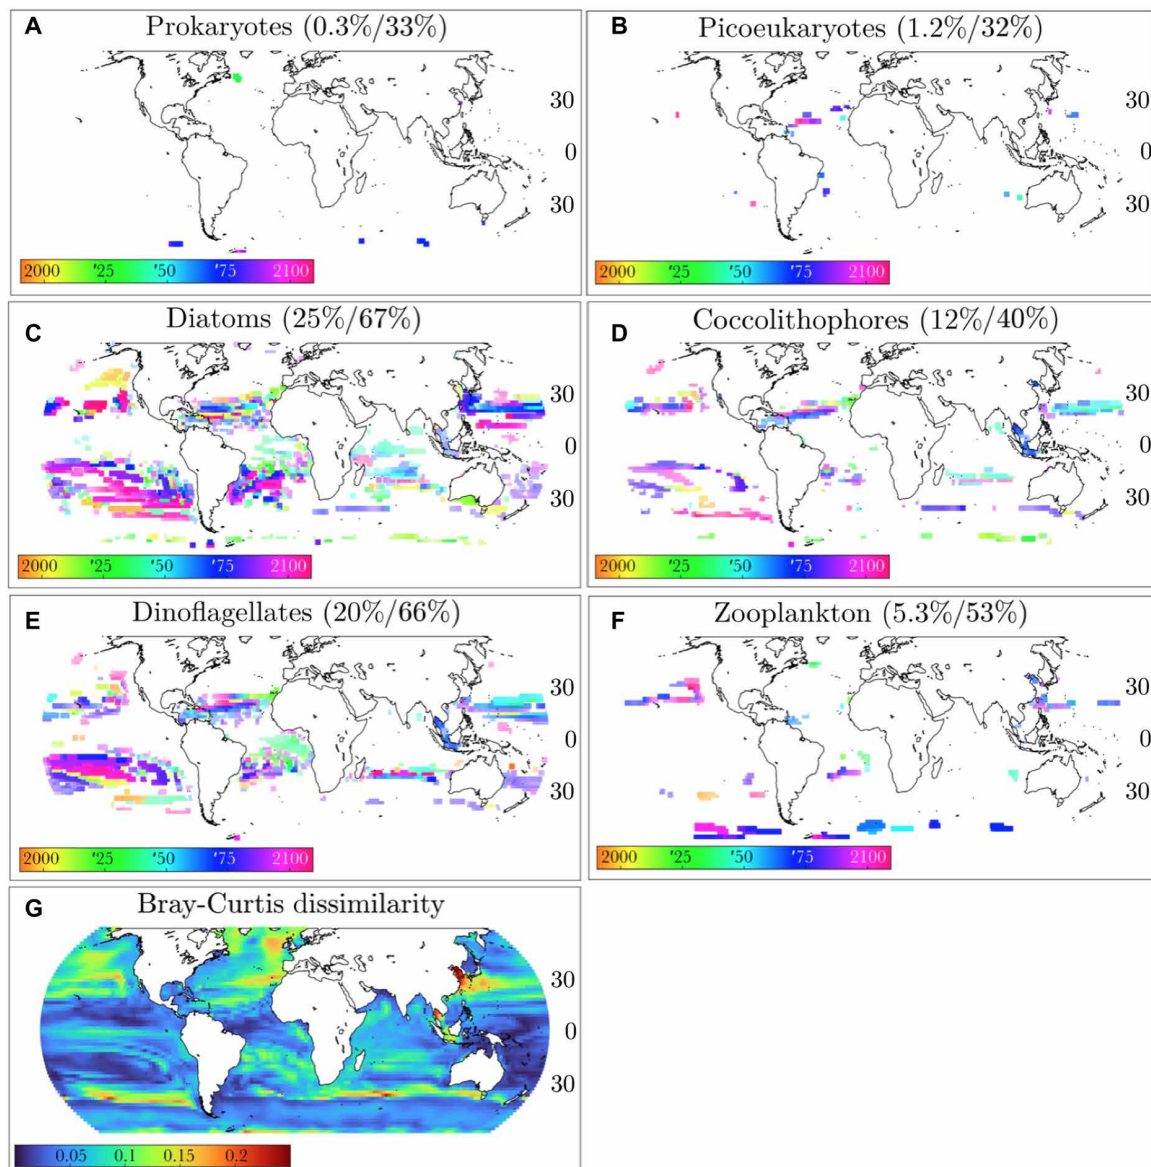 A
Prokaryotes (0.3%/33%)
30
0
30
2000 '25 '50 '75 2100
B
Picoeukaryotes (1.2%/32%)
30
0
30
2000 '25 '50 '75 2100
C
Diatoms (25%/67%)
30
0
30
2000 '25 '50 '75 2100
D
Coccolithophores (12%/40%)
30
0
30
2000 '25 '50 '75 2100
E
Dinoflagellates (20%/66%)
30
0
30
2000 '25 '50 '75 2100
F
Zooplankton (5.3%/53%)
30
0
30
2000 '25 '50 '75 2100
G
Bray-Curtis dissimilarity
30
0
30
0.05 0.1 0.15 0.2